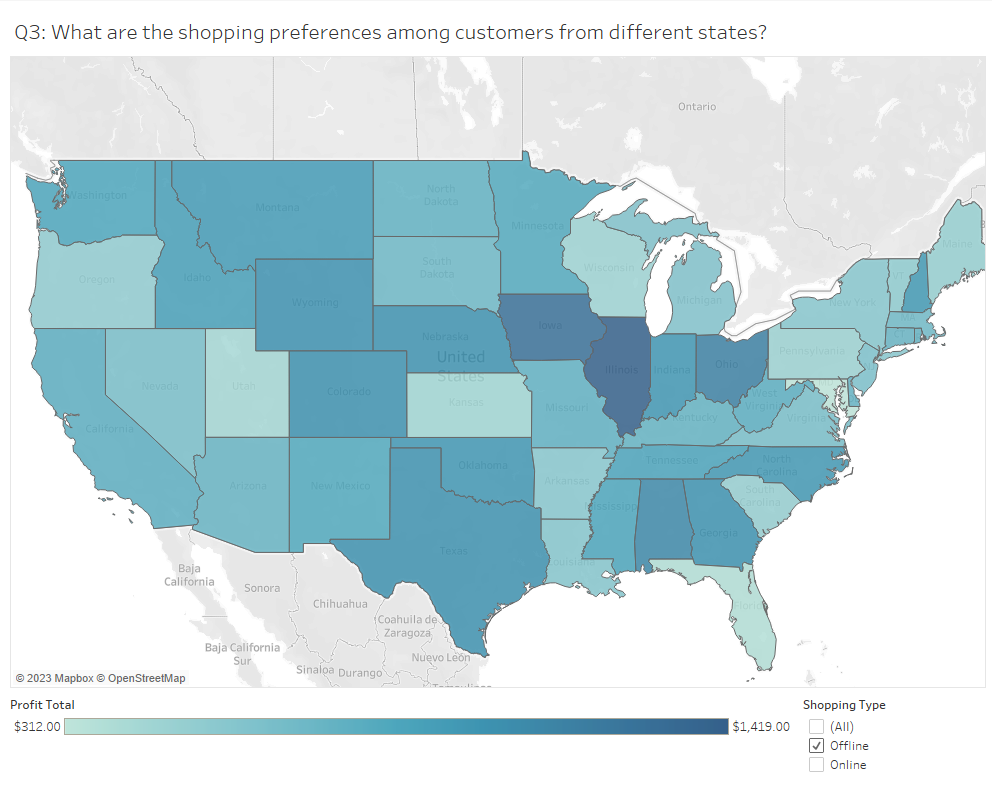 Q3: What are the shopping preferences among customers from different states?
Ontario
Washington
Montana
North
Dakota
Minnesota
Maine
Oregon
Idaho
South
Dakota
Wisconsin
Michigan
VT
New York
MA
Wyoming
Iowa
Nebraska
United
States
Illinois
Indiana
Ohio
Pennsylvania
Nevada
Utah
Colorado
Kansas
West
Virginia
Virginia
California
Arizona
New Mexico
Oklahoma
Arkansas
Tennessee
North
Carolina
South
Carolina
Mississippi
Georgia
Texas
Louisiana
Florida
Baja
California
Sonora
Chihuahua
Coahuila de
Zaragoza
Baja California
Sur
Sinaloa
Durango
Nuevo León
© 2023 Mapbox © OpenStreetMap
Profit Total
$312.00
$1,419.00
Shopping Type
(All)
Offline
Online